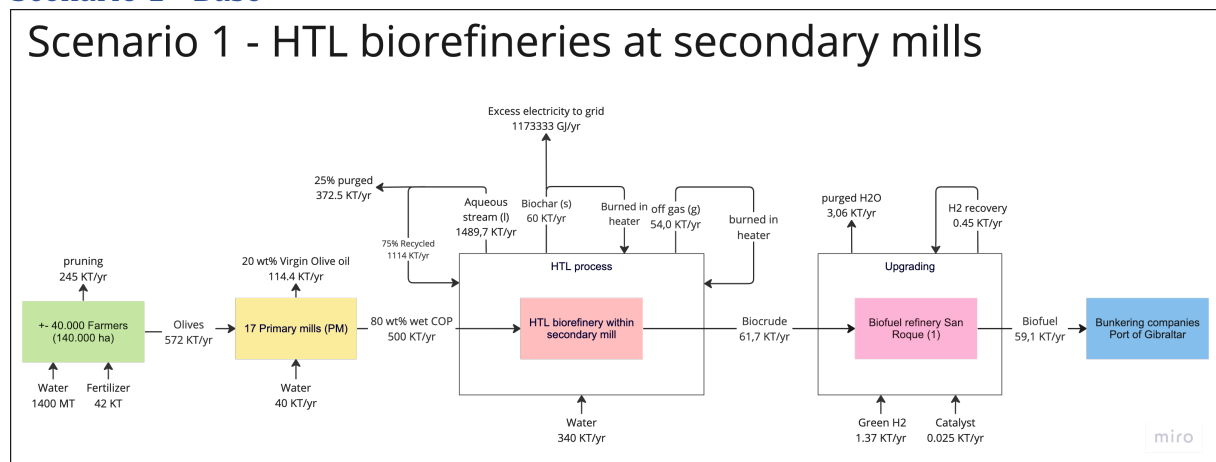 Scenario 1 - HTL biorefineries at secondary mills
Excess electricity to grid
1173333 GJ/yr
25% purged
372.5 KT/yr
Aqueous
stream (l)
1489,7 KT/yr
Biochar (s)
60 KT/yr
Burned in
heater
off gas (g)
54,0 KT/yr
burned in
heater
purged H2O
3,06 KT/yr
H2 recovery
0.45 KT/yr
75% Recycled
1114 KT/yr
pruning
245 KT/yr
20 wt% Virgin Olive oil
114.4 KT/yr
HTL process
Upgrading
+- 40.000 Farmers
(140.000 ha)
Olives
572 KT/yr
17 Primary mills (PM)
80 wt% wet COP
500 KT/yr
HTL biorefinery within
secondary mill
Biocrude
61,7 KT/yr
Biofuel refinery San
Roque (1)
Biofuel
59,1 KT/yr
Bunkering companies
Port of Gibraltar
Water
1400 MT
Fertilizer
42 KT
Water
40 KT/yr
Water
340 KT/yr
Green H2
1.37 KT/yr
Catalyst
0.025 KT/yr
miro